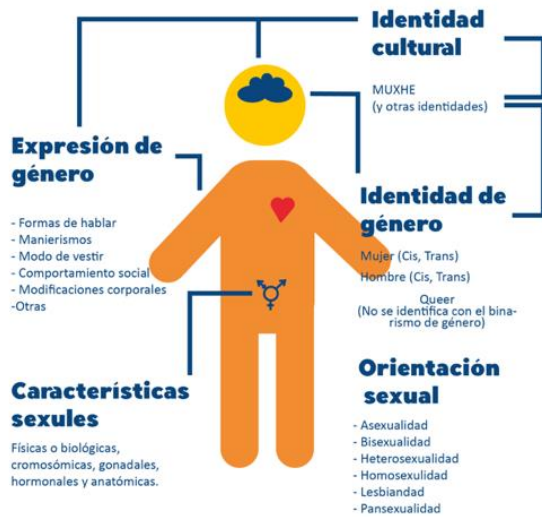 Identidad
cultural
MUXHE
(y otras identidades)
Expresión de
género
- Formas de hablar
- Manierismos
- Modo de vestir
- Comportamiento social
- Modificaciones corporales
-Otras
Identidad de
género
Mujer (Cis, Trans)
Hombre (Cis, Trans)
Queer
(No se identifica con el bina-
rismo de género)
Características
sexules
Físicas o biológicas,
cromosómicas, gonadales,
hormonales y anatómicas.
Orientación
sexual
- Asexualidad
- Bisexualidad
- Heterosexualidad
- Homosexulidad
- Lesbiandad
- Pansexualidad